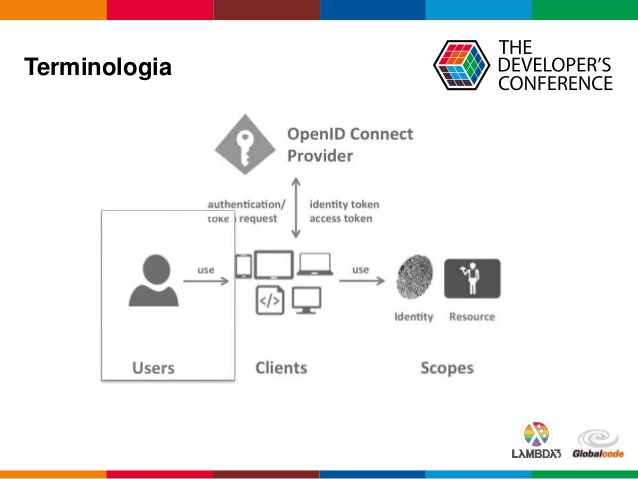 Terminologia
THE
DEVELOPER'S
CONFERENCE
OpenID Connect
Provider
authentication/
token request
identity token
access token
use
use
Identity
Resource
Users
Clients
Scopes
LAMBDA3
Globalcode